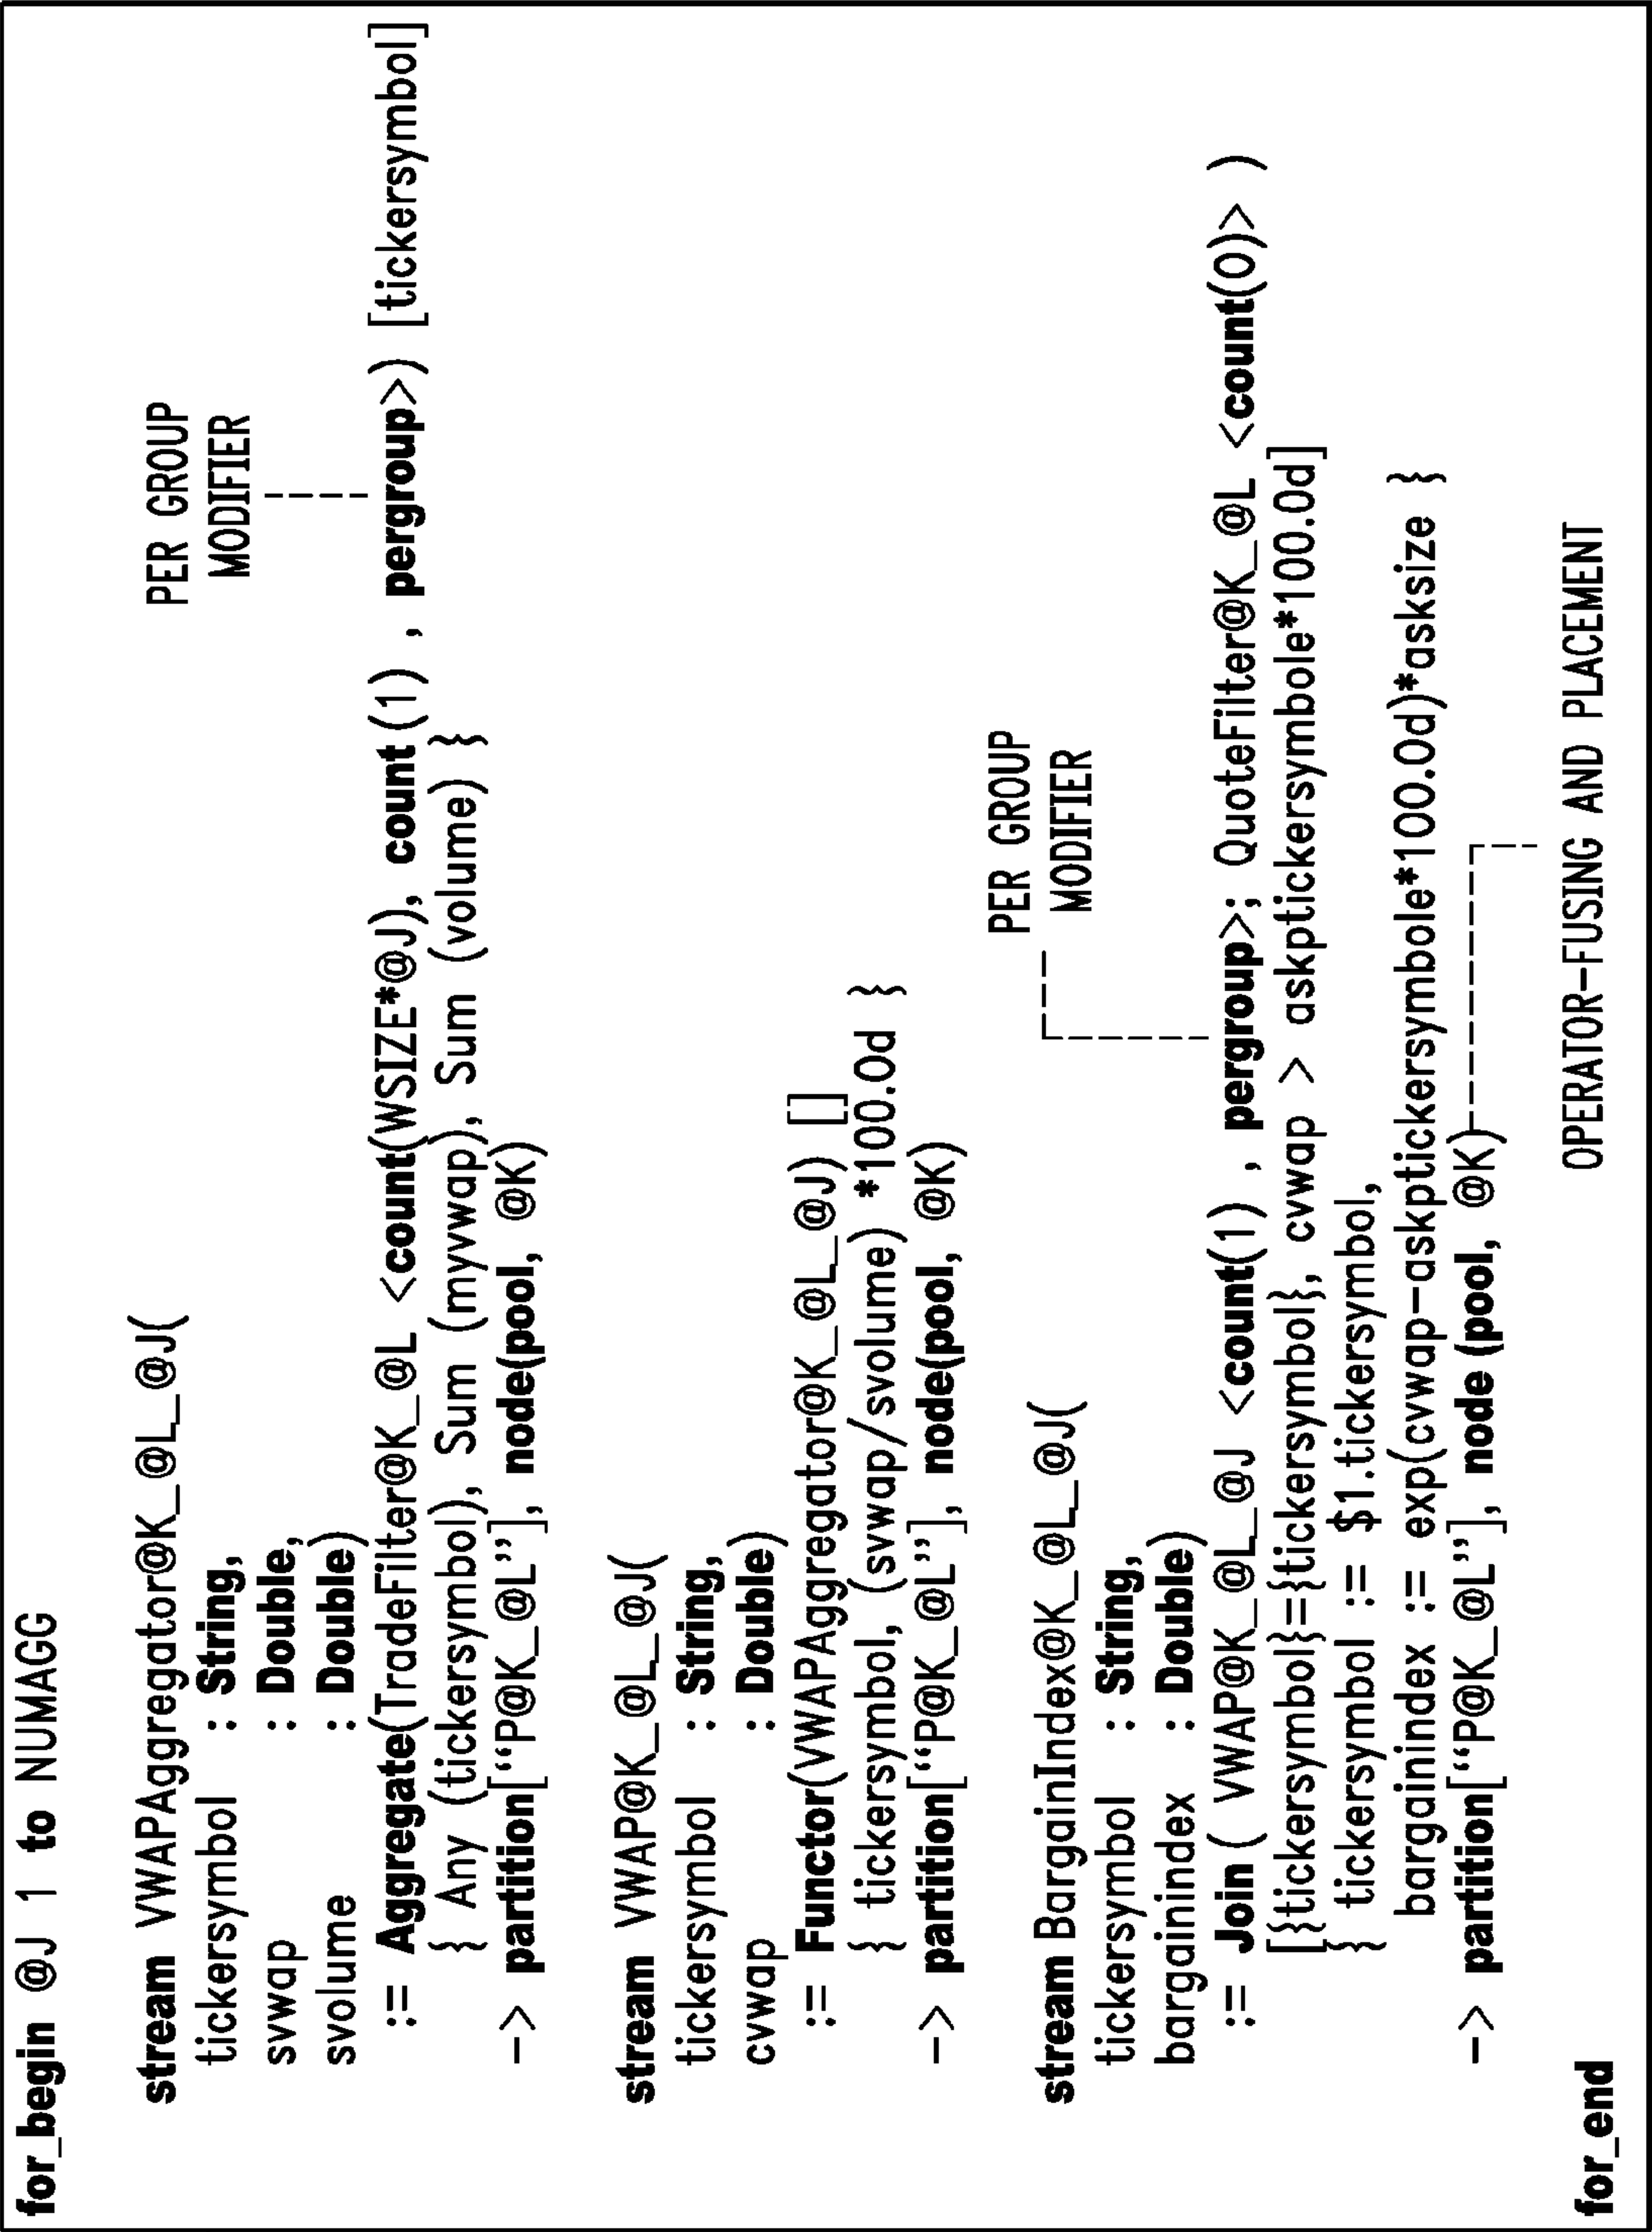 for_begin @J 1 to NUMAGG
PER GROUP
MODIFIER
stream VWAPAggregator@K_@L_@J(
tickersymbol : String,
svwap : Double,
svolume : Double)
:= Aggregate(TradeFilter@K_@L <count(WSIZE*@J), count (1) , pergroup>) [tickersymbol]
{ Any (tickersymbol), Sum (myvwap), Sum (volume) }
-> partition[“P@K_@L”], node(pool, @K)
stream VWAP@K_@L_@J(
tickersymbol : String,
cvwap : Double)
:= Functor(VWAPAggregator@K_@L_@J) []
{ tickersymbol, (svwap/svolume) *100.0d }
-> partition[“P@K_@L”], node(pool, @K)
PER GROUP
MODIFIER
stream BargainIndex@K_@L_@J(
tickersymbol : String,
bargainindex : Double)
:= Join ( VWAP@K_@L_@J <count(1) , pergroup>; QuoteFilter@K_@L <count(0)> )
[{tickersymbol}={tickersymbol}, cvwap > askptickersymbole*100.0d]
{ tickersymbol := $1.tickersymbol,
bargainindex := exp(cvwap-askptickersymbole*100.0d)*asksize }
-> partition[“P@K_@L”], node (pool, @K)
OPERATOR-FUSING AND PLACEMENT
for_end